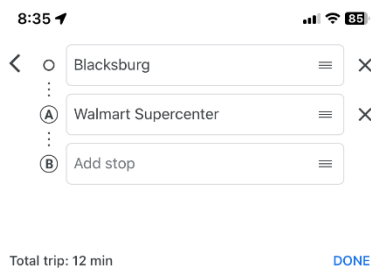 8:35
85
Blacksburg
A
Walmart Supercenter
B
Add stop
Total trip: 12 min
DONE